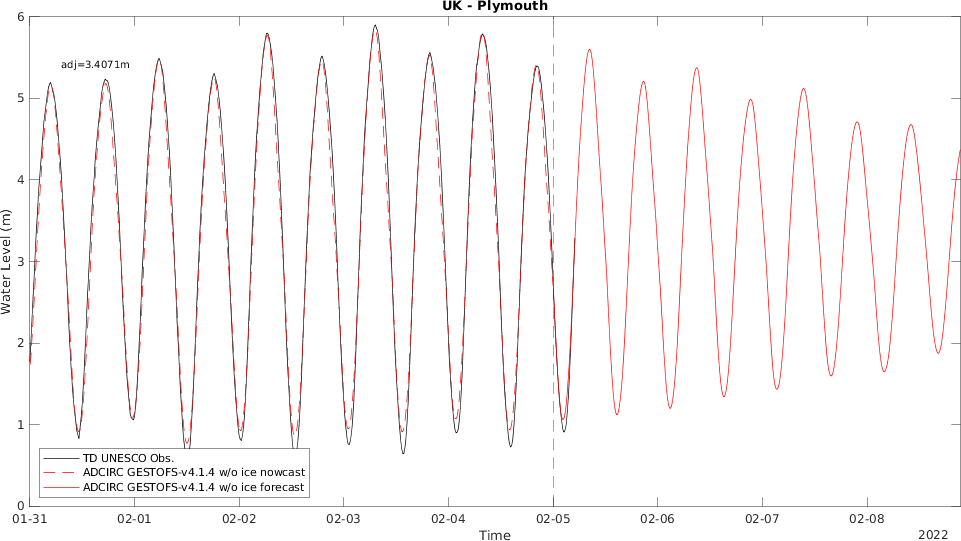 UK - Plymouth
adj=3.4071m
Water Level (m)
6
5
4
3
2
1
0
TD UNESCO Obs.
ADCIRC GESTOFS-v4.1.4 w/o ice nowcast
ADCIRC GESTOFS-v4.1.4 w/o ice forecast
01-31 02-01 02-02 02-03 02-04 02-05 02-06 02-07 02-08
Time
2022